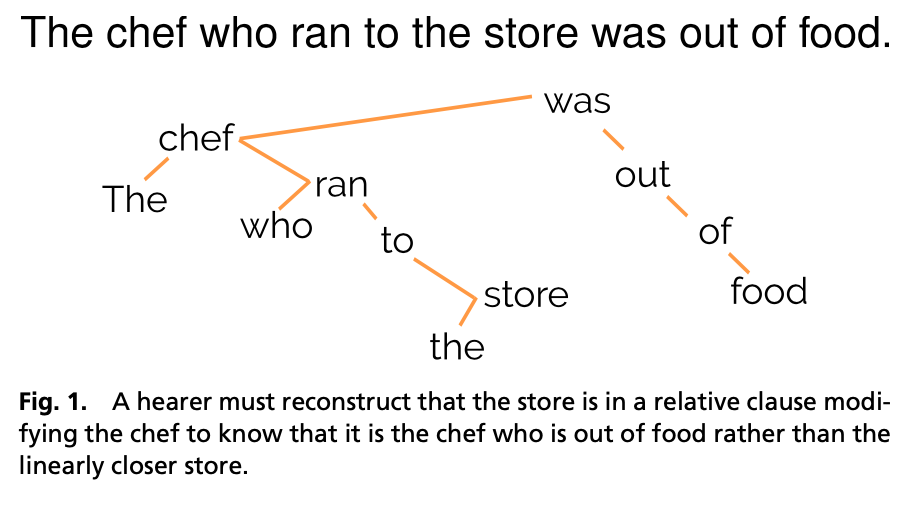 The chef who ran to the store was out of food.
was
chef
out
ran
The
who
of
to
food
store
the
Fig. 1. A hearer must reconstruct that the store is in a relative clause modi-
fying the chef to know that it is the chef who is out of food rather than the
linearly closer store.